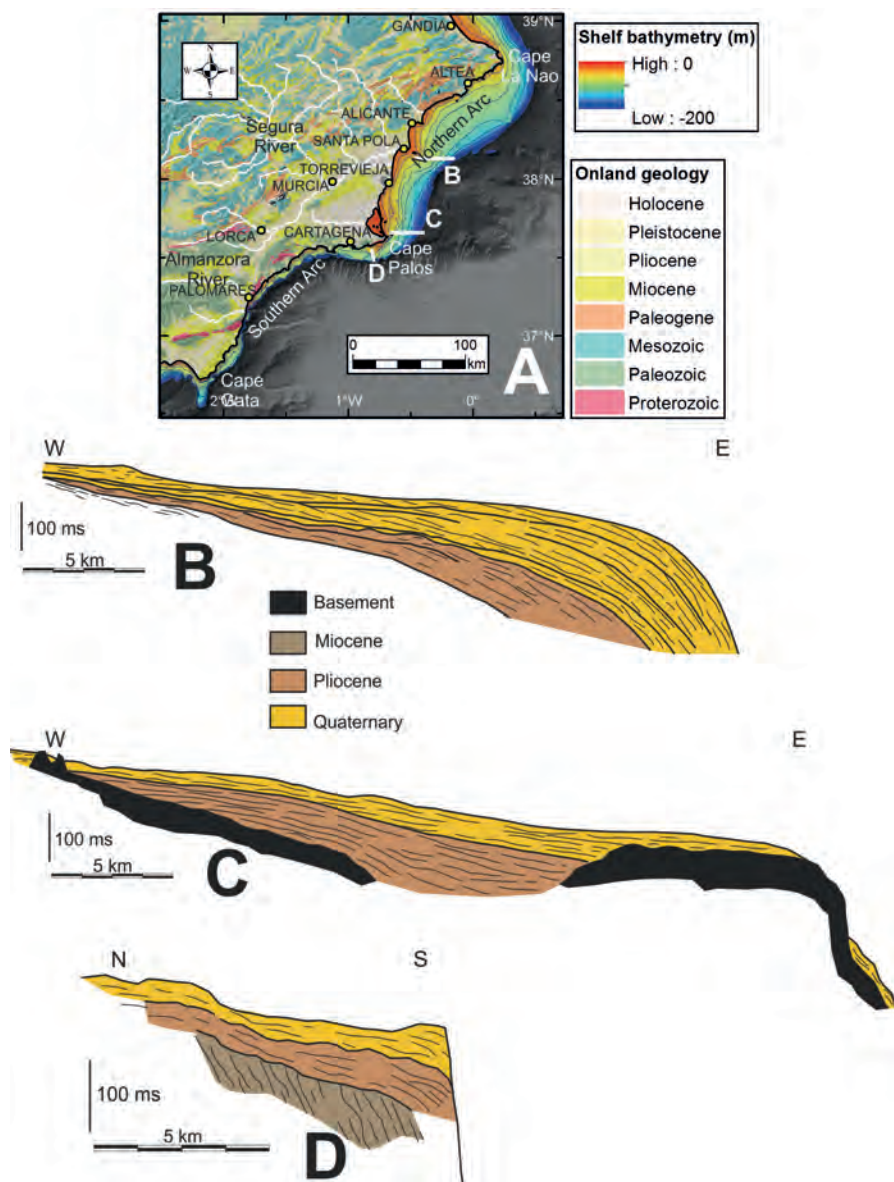 39°N
GANDÍA
Cape
La Nao
ALTEA
ALICANTE
Segura
River
SANTA POLA
Northern Arc
TORREVIEJA
MURCIA
38°N
B
C
LORCA
CARTAGENA
Cape
Palos
D
Almanzora
River
PALOMARES
Southern Arc
37°N
0 100
km
A
Cape
Gata
2°W
1°W
0°
N
W E
S
Shelf bathymetry (m)
High : 0
Low : -200
Onland geology
Holocene
Pleistocene
Pliocene
Miocene
Paleogene
Mesozoic
Paleozoic
Proterozoic
W E
100 ms
5 km
B
Basement
Miocene
Pliocene
Quaternary
W E
100 ms
5 km
C
N S
100 ms
5 km
D